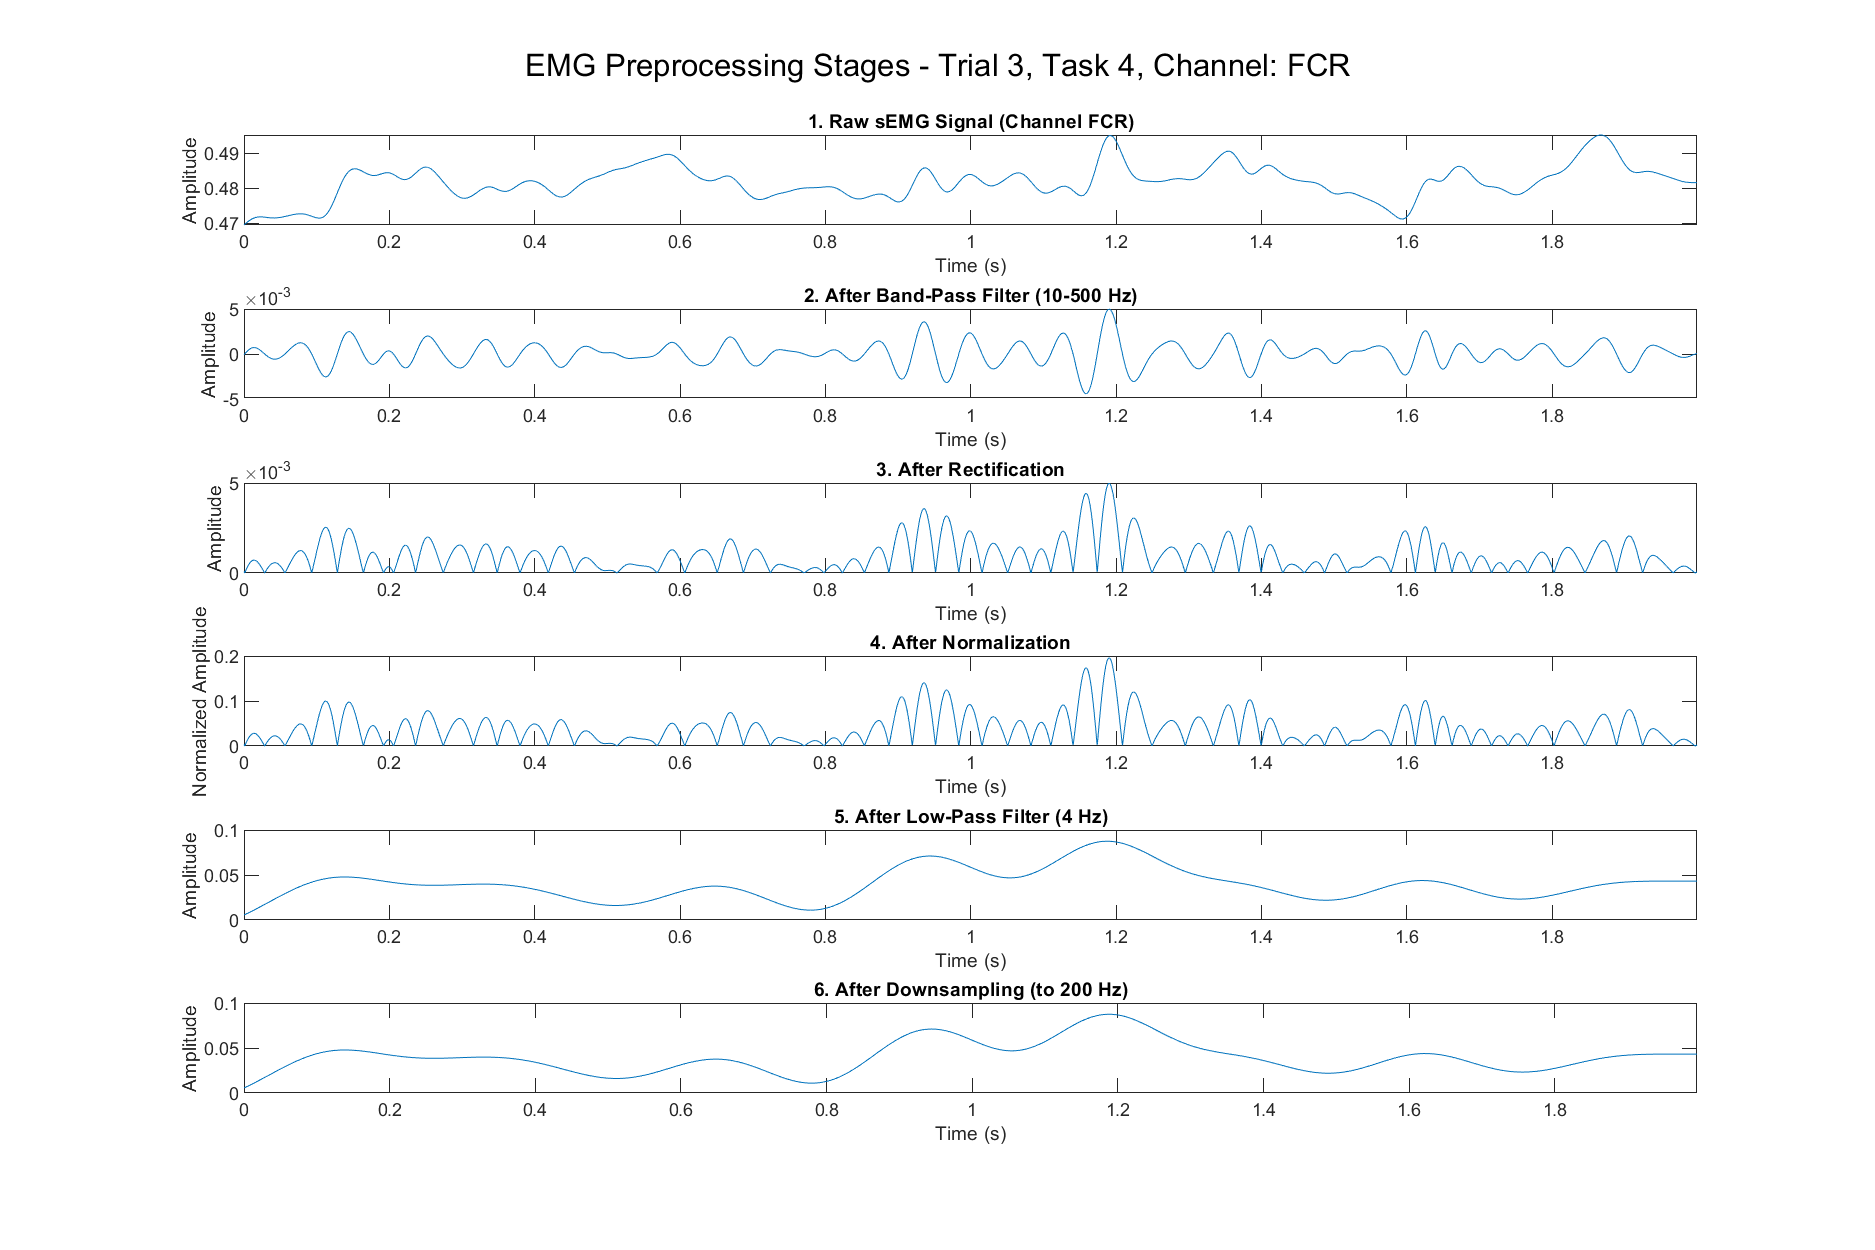 EMG Preprocessing Stages - Trial 3, Task 4, Channel: FCR
1. Raw sEMG Signal (Channel FCR)
Amplitude
0.49
0.48
0.47
0 0.2 0.4 0.6 0.8 1 1.2 1.4 1.6 1.8
Time (s)
2. After Band-Pass Filter (10-500 Hz)
×10⁻³
Amplitude
5
0
-5
0 0.2 0.4 0.6 0.8 1 1.2 1.4 1.6 1.8
Time (s)
3. After Rectification
×10⁻³
Amplitude
5
0
0 0.2 0.4 0.6 0.8 1 1.2 1.4 1.6 1.8
Time (s)
4. After Normalization
Normalized Amplitude
0.2
0.1
0
0 0.2 0.4 0.6 0.8 1 1.2 1.4 1.6 1.8
Time (s)
5. After Low-Pass Filter (4 Hz)
Amplitude
0.1
0.05
0
0 0.2 0.4 0.6 0.8 1 1.2 1.4 1.6 1.8
Time (s)
6. After Downsampling (to 200 Hz)
Amplitude
0.1
0.05
0
0 0.2 0.4 0.6 0.8 1 1.2 1.4 1.6 1.8
Time (s)